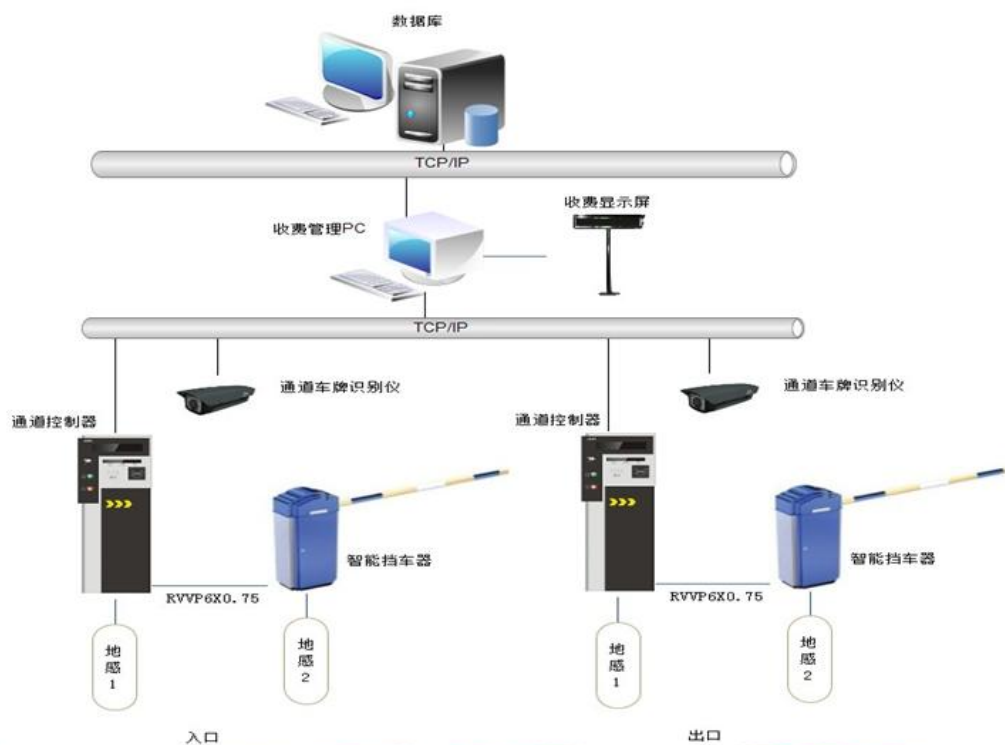 数据库
TCP/IP
收费显示屏
收费管理PC
TCP/IP
通道车牌识别仪
通道车牌识别仪
通道控制器
通道控制器
智能挡车器
智能挡车器
RVVP6X0.75
RVVP6X0.75
地感1
地感2
地感1
地感2
入口
出口